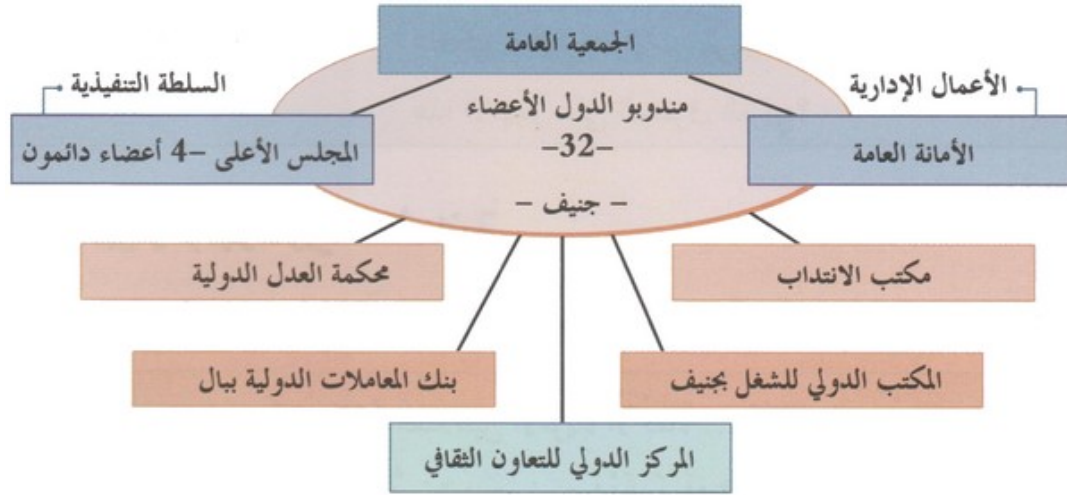 الجمعية العامة
الأعمال الإدارية
السلطة التنفيذية
مندوبو الدول الأعضاء
–32–
– جنيف –
الأمانة العامة
المجلس الأعلى –4 أعضاء دائمون
مكتب الانتداب
محكمة العدل الدولية
المكتب الدولي للشغل بجنيف
بنك المعاملات الدولية ببال
المركز الدولي للتعاون الثقافي